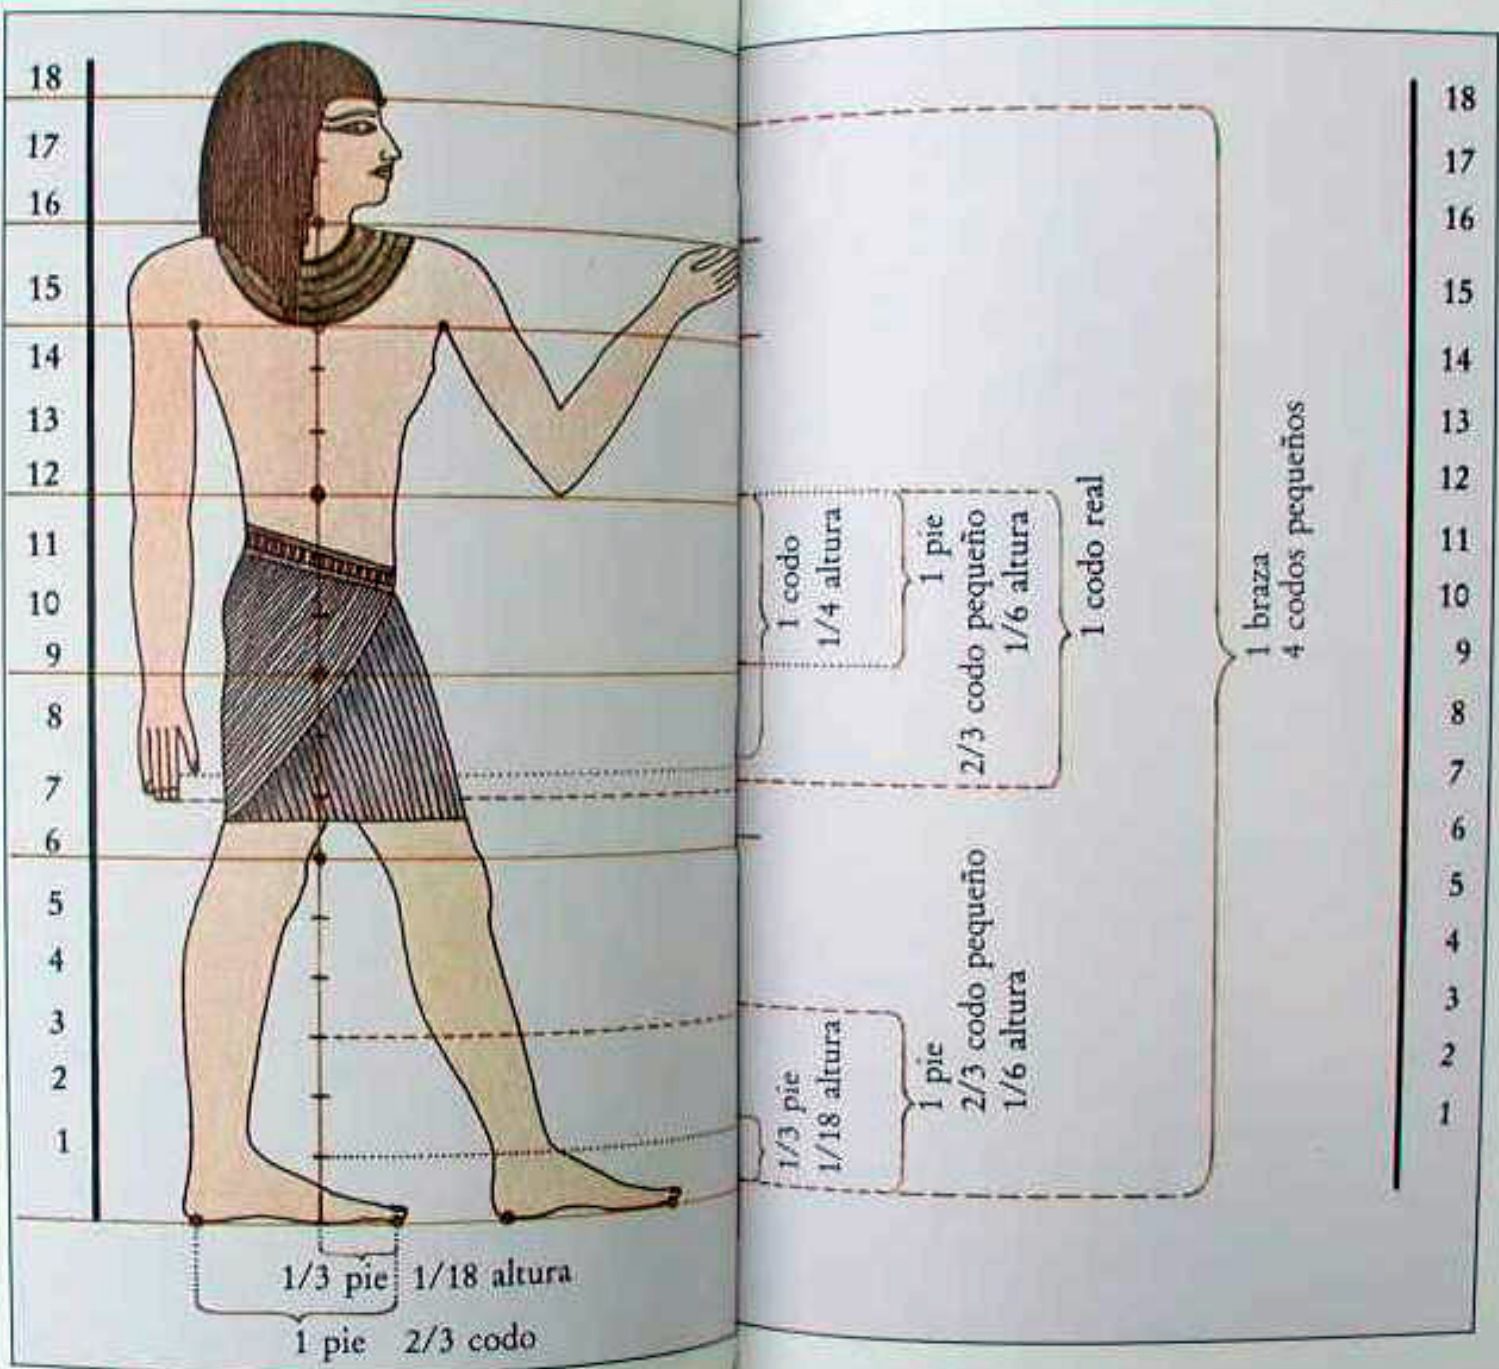 18
17
16
15
14
13
12
11
10
9
8
7
6
5
4
3
2
1
1/3 pie 1/18 altura
1 pie 2/3 codo
1 codo
1/4 altura
1 pie
2/3 codo pequeño
1/6 altura
1 codo real
1/3 pie
1/18 altura
1 pie
2/3 codo pequeño
1/6 altura
1 braza
4 codos pequeños
18
17
16
15
14
13
12
11
10
9
8
7
6
5
4
3
2
1